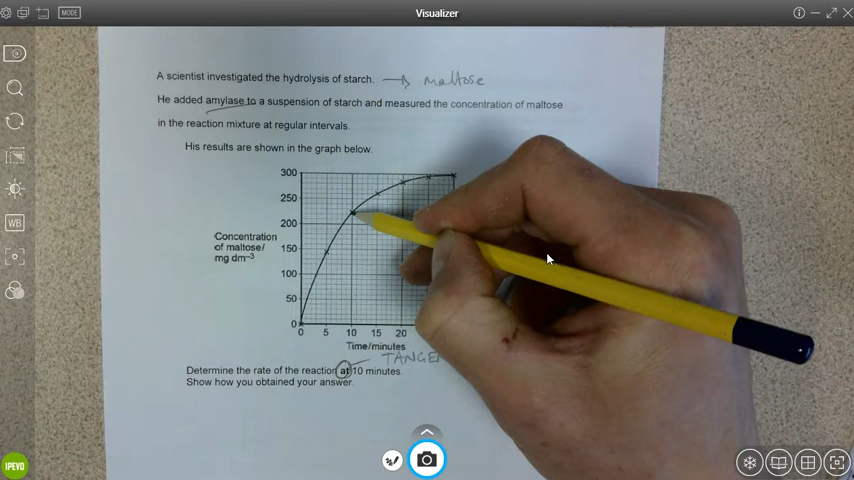 Visualizer
MODE
A scientist investigated the hydrolysis of starch. → maltose
He added amylase to a suspension of starch and measured the concentration of maltose
in the reaction mixture at regular intervals.
His results are shown in the graph below.
300
250
200
150
100
50
0
Concentration
of maltose/
mg dm⁻³
0 5 10 15 20
Time/minutes
Determine the rate of the reaction at 10 minutes.
Show how you obtained your answer.
WB
IPEVO